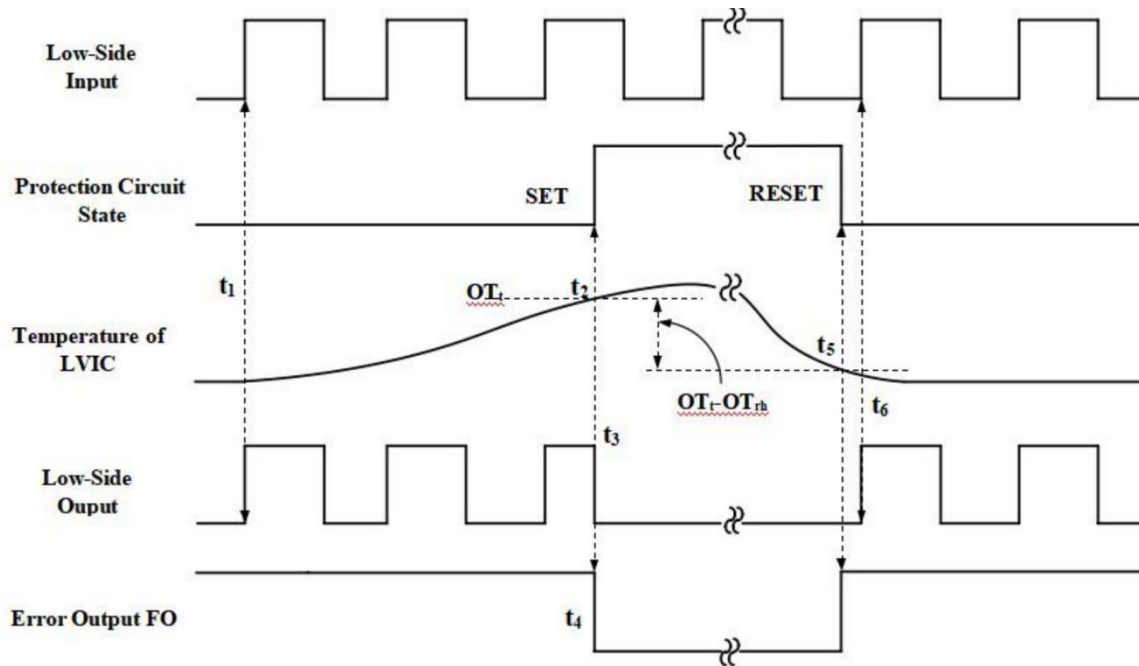 Low-Side
Input
Protection Circuit
State
SET
RESET
t1
OTt
t2
Temperature of
LVIC
t5
OTt-OTrh
t6
t3
Low-Side
Ouput
Error Output FO
t4